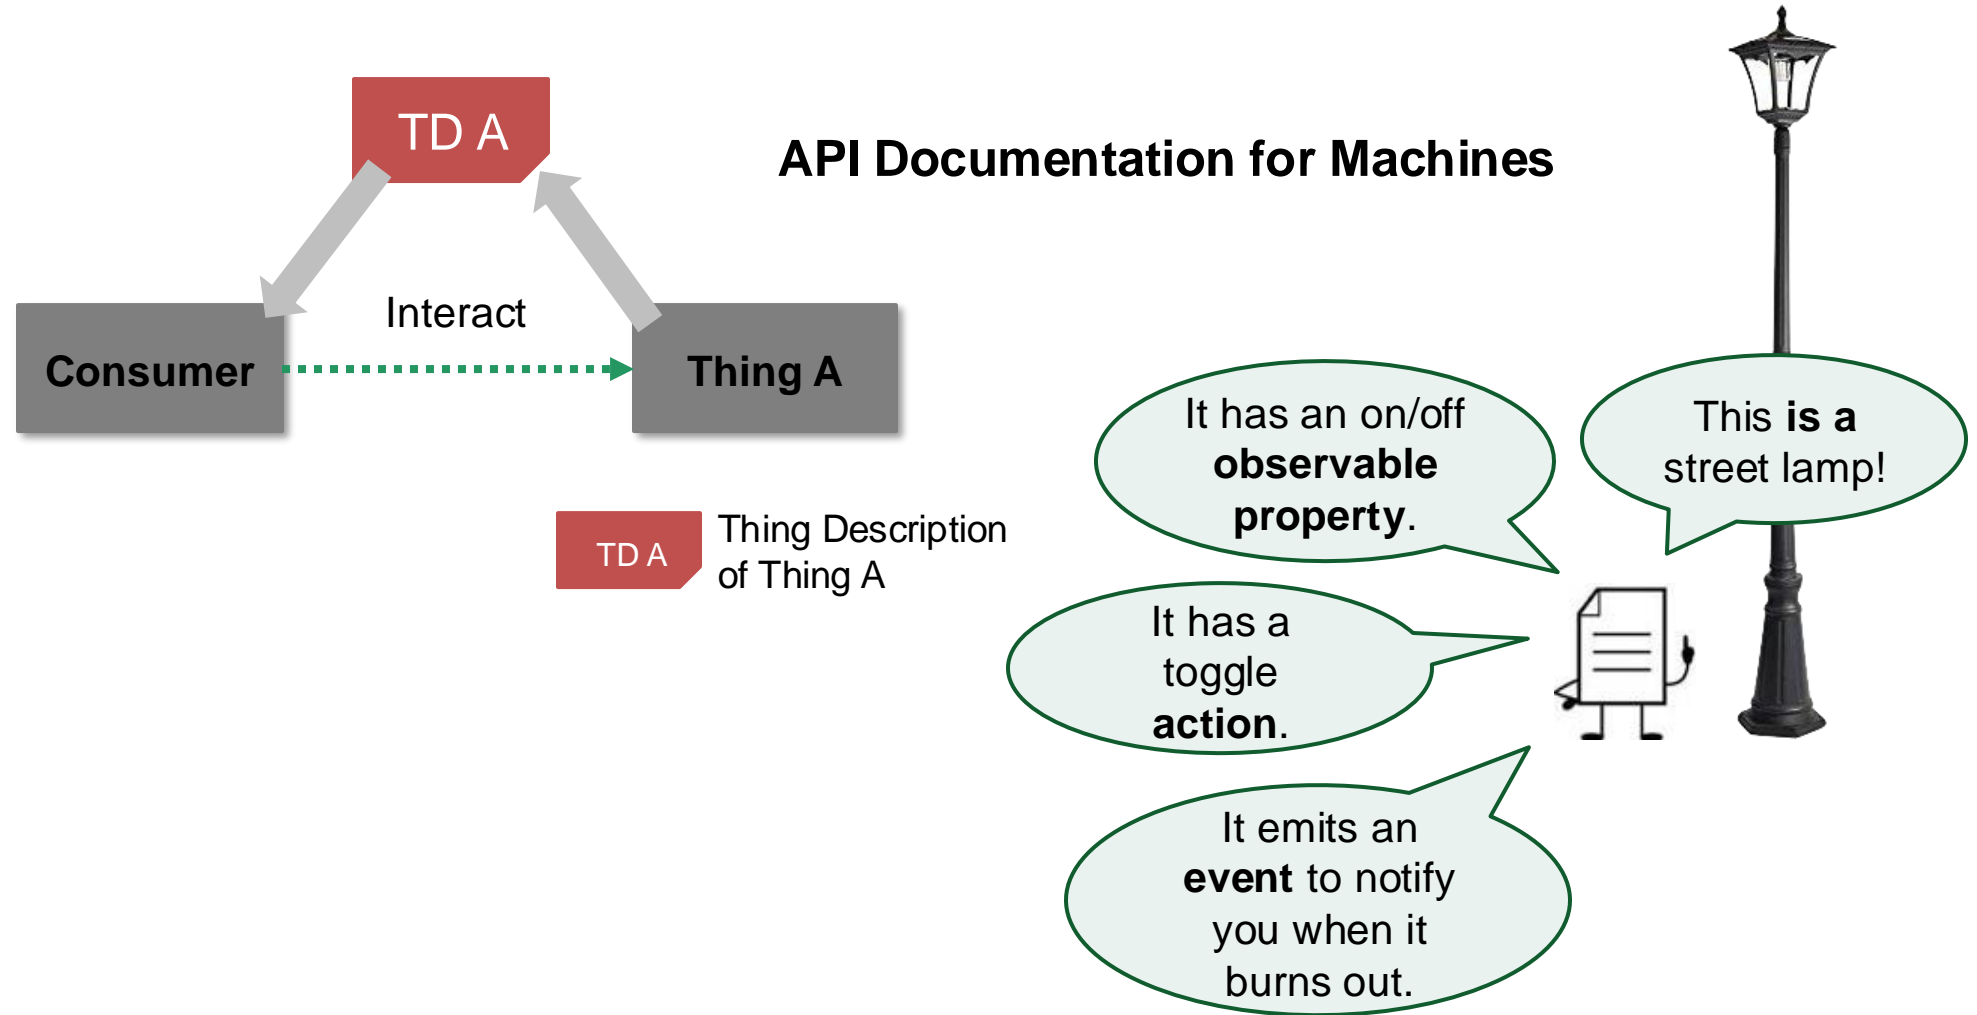 TD A
API Documentation for Machines
Interact
Consumer
Thing A
TD A
Thing Description
of Thing A
It has an on/off
observable
property.
This is a
street lamp!
It has a
toggle
action.
It emits an
event to notify
you when it
burns out.